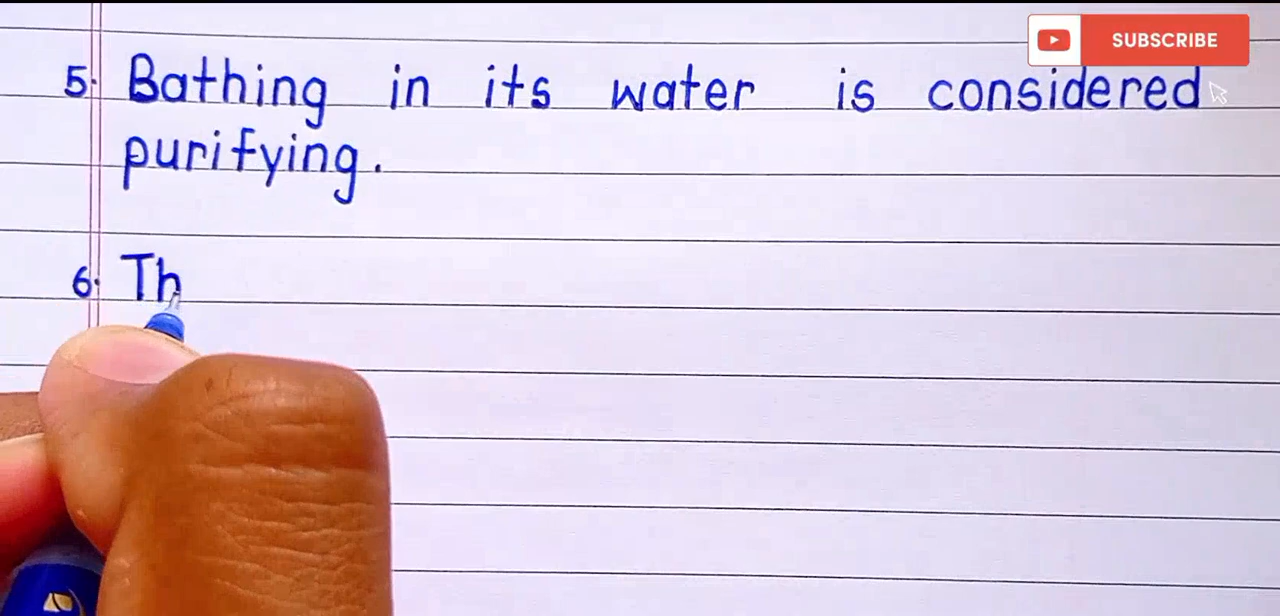 SUBSCRIBE
5. Bathing in its water is considered
purifying.
6. Th